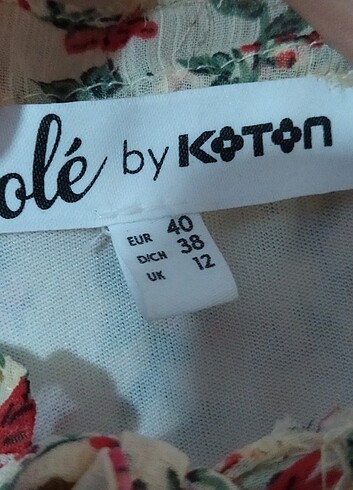 olé by KOTON
EUR 40
D/CH 38
UK 12